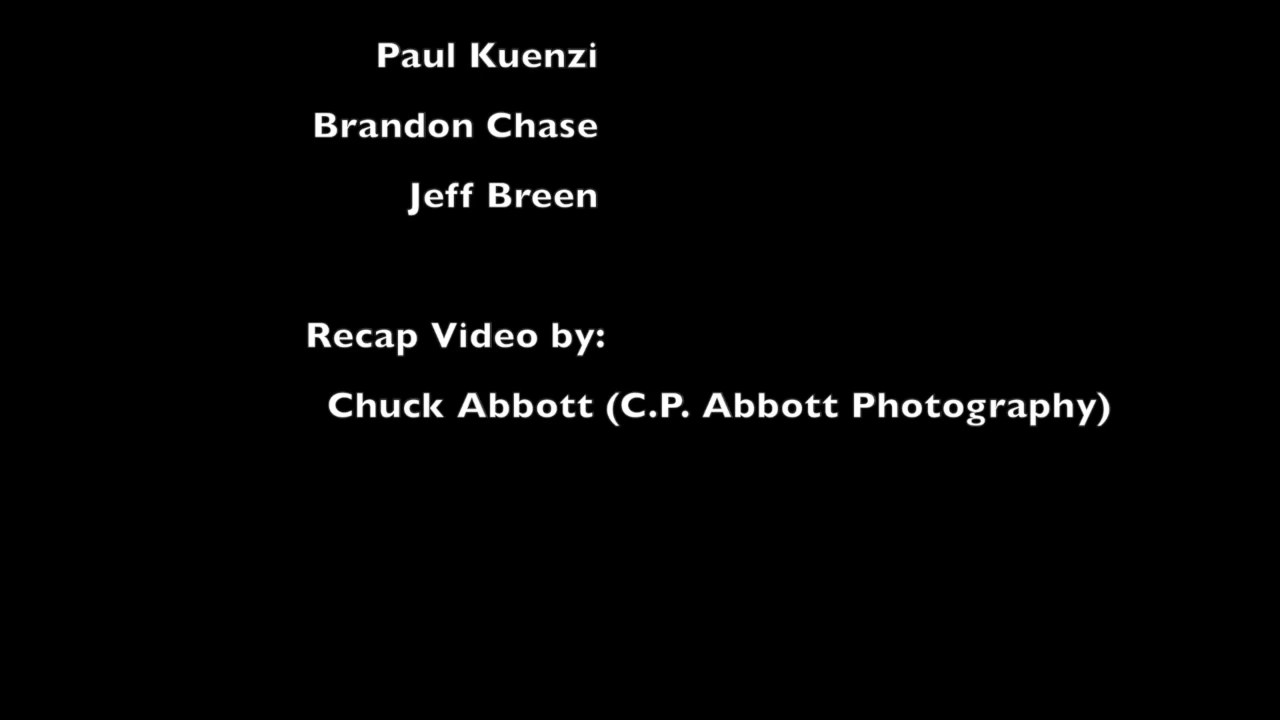 Paul Kuenzi
Brandon Chase
Jeff Breen
Recap Video by:
Chuck Abbott (C.P. Abbott Photography)